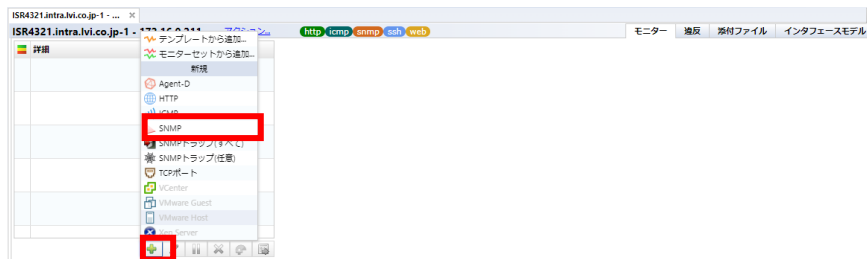 ISR4321.intra.lvi.co.jp-1 - ... ×
ISR4321.intra.lvi.co.jp-1 - 172.16.0.211 アクション... http icmp snmp ssh web モニター 違反 添付ファイル インタフェースモデル
詳細
テンプレートから追加...
モニターセットから追加...
新規
Agent-D
HTTP
ICMP
SNMP
SNMPトラップ(すべて)
SNMPトラップ(任意)
TCPポート
VCenter
VMware Guest
VMware Host
Xen Server